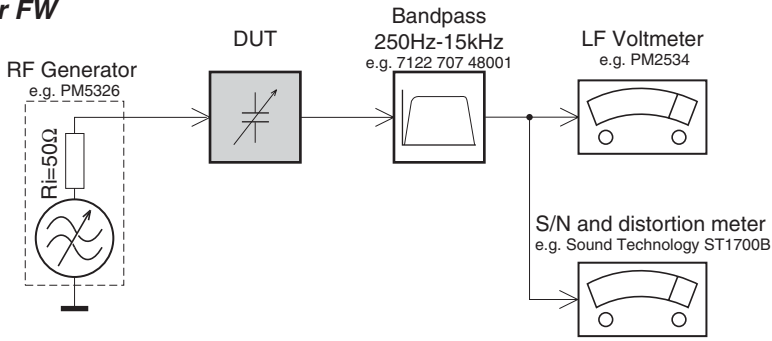 r FW
RF Generator
e.g. PM5326
Ri=50Ω
DUT
Bandpass
250Hz-15kHz
e.g. 7122 707 48001
LF Voltmeter
e.g. PM2534
S/N and distortion meter
e.g. Sound Technology ST1700B